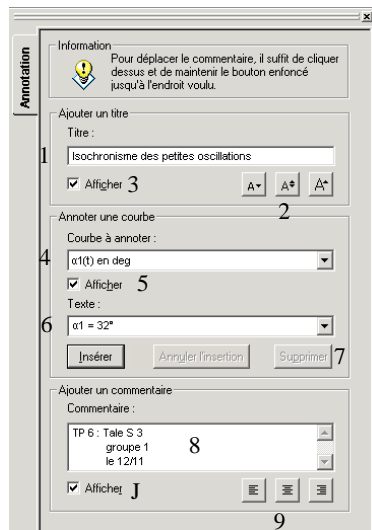 Annotation
Information
Pour déplacer le commentaire, il suffit de cliquer
dessus et de maintenir le bouton enfoncé
jusqu'à l'endroit voulu.
Ajouter un titre
Titre :
1 Isochronisme des petites oscillations
Afficher 3 A A A
2
Annoter une courbe
Courbe à annoter :
4 α1(t) en deg
Afficher 5
Texte :
6 α1 = 32°
Insérer Annuler l'insertion Supprimer 7
Ajouter un commentaire
Commentaire :
TP 6 : Tale S 3
groupe 1 8
le 12/11
Afficher J
9